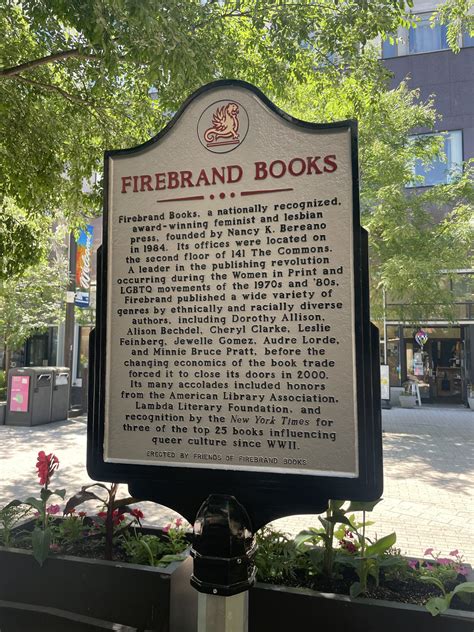 FIREBRAND BOOKS
Firebrand Books, a nationally recognized,
award-winning feminist and lesbian
press, founded by Nancy K. Bereano
in 1984. Its offices were located on
the second floor of 141 The Commons.
A leader in the publishing revolution
occurring during the Women in Print and
LGBTQ movements of the 1970s and '80s,
Firebrand published a wide variety of
genres by ethnically and racially diverse
authors, including Dorothy Allison,
Alison Bechdel, Cheryl Clarke, Leslie
Feinberg, Jewelle Gomez, Audre Lorde,
and Minnie Bruce Pratt, before the
changing economics of the book trade
forced it to close its doors in 2000.
Its many accolades included honors
from the American Library Association,
Lambda Literary Foundation, and
recognition by the New York Times for
three of the top 25 books influencing
queer culture since WWII.
ERECTED BY FRIENDS OF FIREBRAND BOOKS